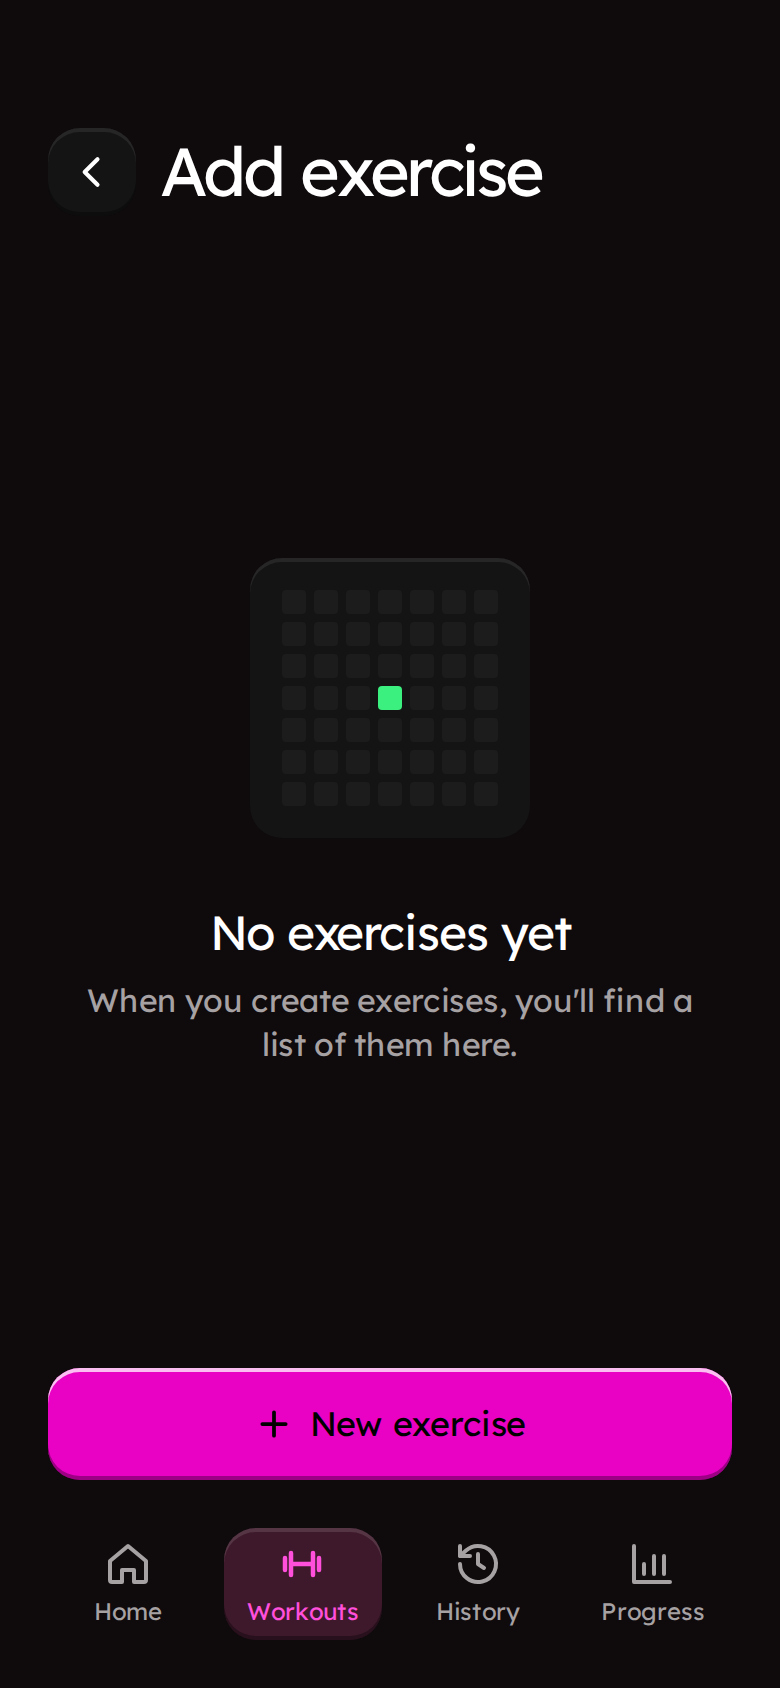 Add exercise
No exercises yet
When you create exercises, you'll find a
list of them here.
New exercise
Home
Workouts
History
Progress